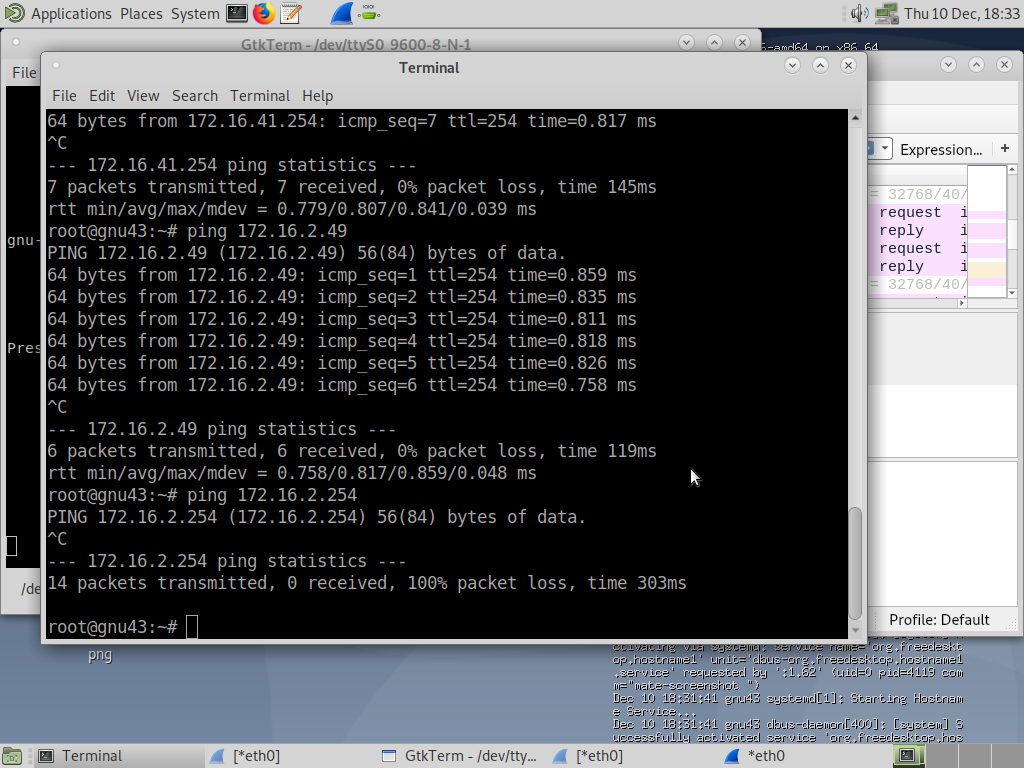 Applications Places System Thu 10 Dec, 18:33
GtkTerm - /dev/ttyS0 9600-8-N-1
6-amd64 on x86_64
File
Terminal
File Edit View Search Terminal Help
64 bytes from 172.16.41.254: icmp_seq=7 ttl=254 time=0.817 ms
^C
--- 172.16.41.254 ping statistics ---
7 packets transmitted, 7 received, 0% packet loss, time 145ms
rtt min/avg/max/mdev = 0.779/0.807/0.841/0.039 ms
root@gnu43:~# ping 172.16.2.49
PING 172.16.2.49 (172.16.2.49) 56(84) bytes of data.
64 bytes from 172.16.2.49: icmp_seq=1 ttl=254 time=0.859 ms
64 bytes from 172.16.2.49: icmp_seq=2 ttl=254 time=0.835 ms
64 bytes from 172.16.2.49: icmp_seq=3 ttl=254 time=0.811 ms
64 bytes from 172.16.2.49: icmp_seq=4 ttl=254 time=0.818 ms
64 bytes from 172.16.2.49: icmp_seq=5 ttl=254 time=0.826 ms
64 bytes from 172.16.2.49: icmp_seq=6 ttl=254 time=0.758 ms
^C
--- 172.16.2.49 ping statistics ---
6 packets transmitted, 6 received, 0% packet loss, time 119ms
rtt min/avg/max/mdev = 0.758/0.817/0.859/0.048 ms
root@gnu43:~# ping 172.16.2.254
PING 172.16.2.254 (172.16.2.254) 56(84) bytes of data.
^C
--- 172.16.2.254 ping statistics ---
14 packets transmitted, 0 received, 100% packet loss, time 303ms
root@gnu43:~#
gnu-
Pres
/de
Expression... +
= 32768/40/
request i
reply i
request i
reply i
= 32768/40/
Profile: Default
png
ctivating via systemd: service name='org.freedeskt
op.hostname1' unit='dbus-org.freedesktop.hostname1
.service' requested by ':1.62' (uid=0 pid=4119 com
m="mate-screenshot ")
Dec 10 18:31:41 gnu43 systemd[1]: Starting Hostnam
e Service...
Dec 10 18:31:41 gnu43 dbus-daemon[400]: [system] S
uccessfully activated service 'org.freedesktop.hos
Terminal [*eth0] GtkTerm - /dev/tty... [*eth0] *eth0